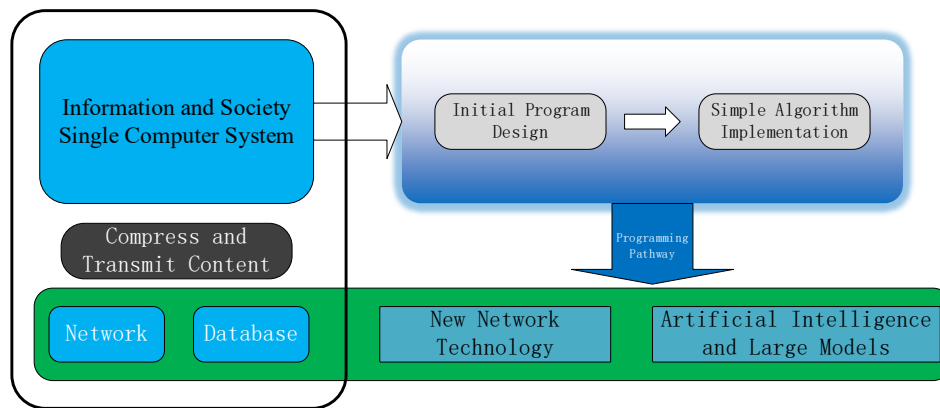 Information and Society
Single Computer System
Initial Program
Design
Simple Algorithm
Implementation
Compress and
Transmit Content
Programming
Pathway
Network
Database
New Network
Technology
Artificial Intelligence
and Large Models